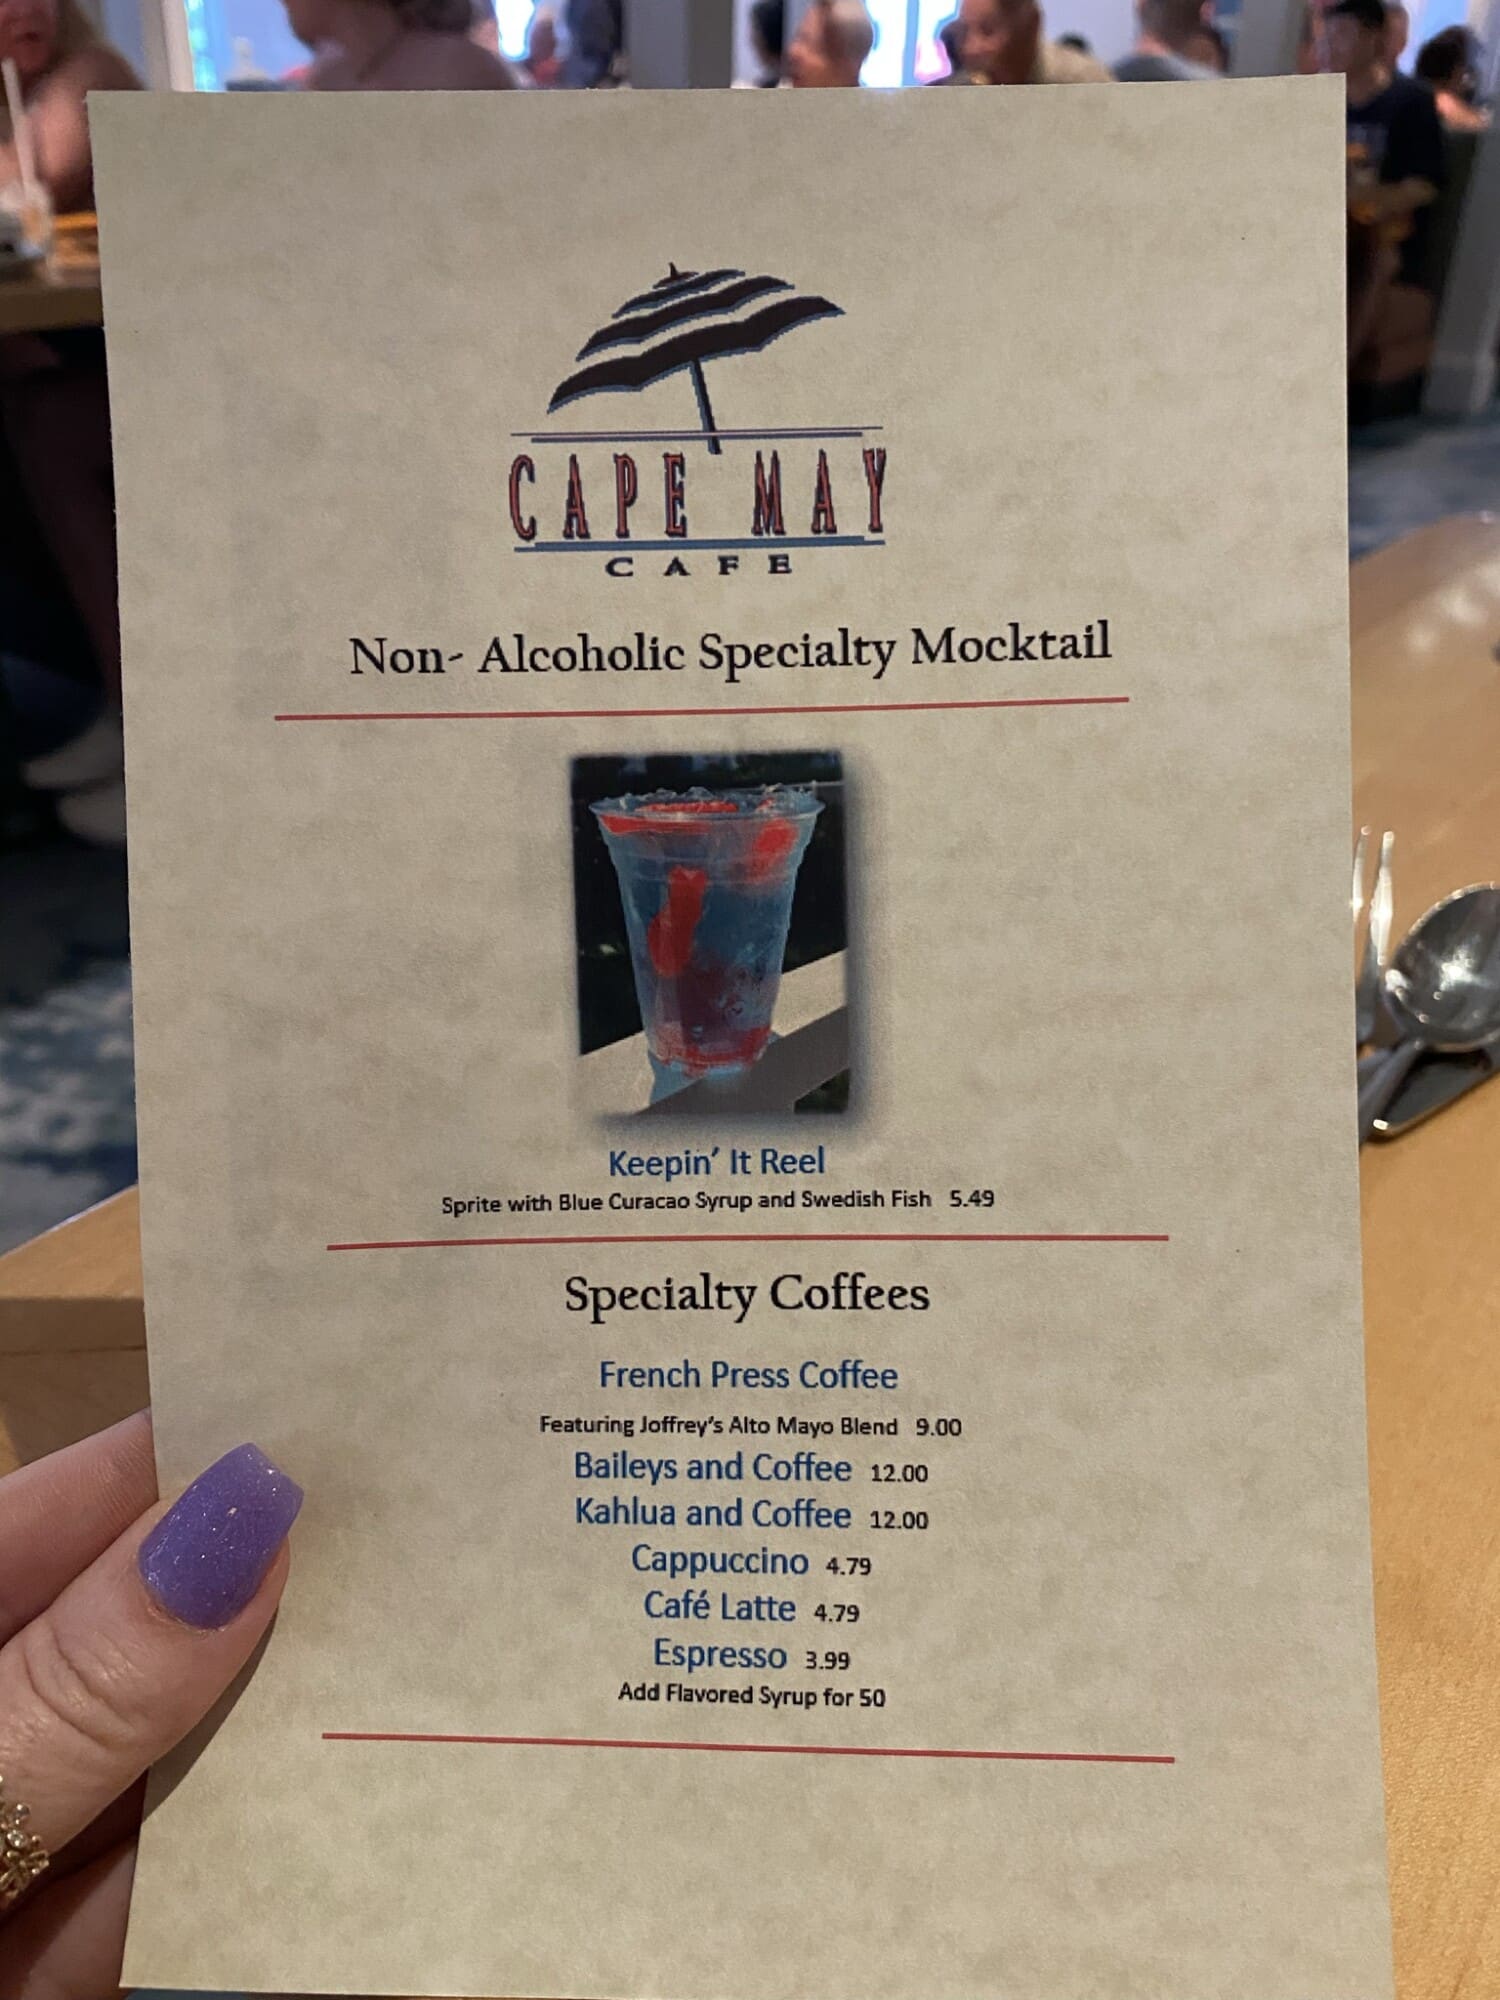 CAPE MAY
CAFE
Non- Alcoholic Specialty Mocktail
Keepin' It Reel
Sprite with Blue Curacao Syrup and Swedish Fish 5.49
Specialty Coffees
French Press Coffee
Featuring Joffrey's Alto Mayo Blend 9.00
Baileys and Coffee 12.00
Kahlua and Coffee 12.00
Cappuccino 4.79
Café Latte 4.79
Espresso 3.99
Add Flavored Syrup for 50